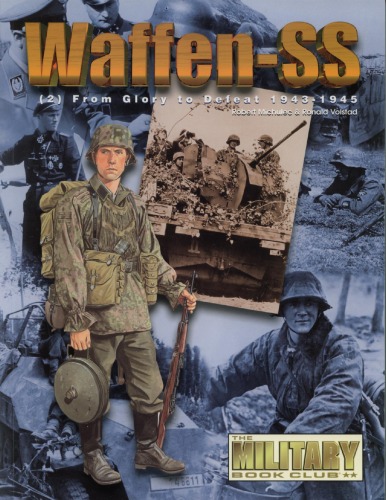 Waffen-SS
(2) From Glory to Defeat 1943-1945
Robert Michulec & Ronald Volstad
THE
MILITARY
BOOK CLUB★★